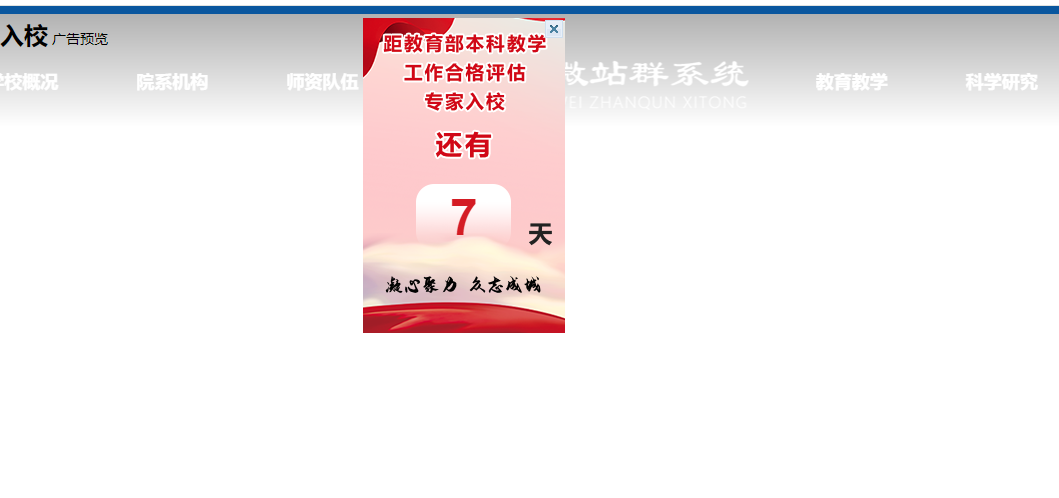 入校 广告预览
校概况 院系机构 师资队伍
站群系统
ZHANQUN XITONG
教育教学 科学研究
距教育部本科教学
工作合格评估
专家入校
还有
7 天
凝心聚力 众志成城